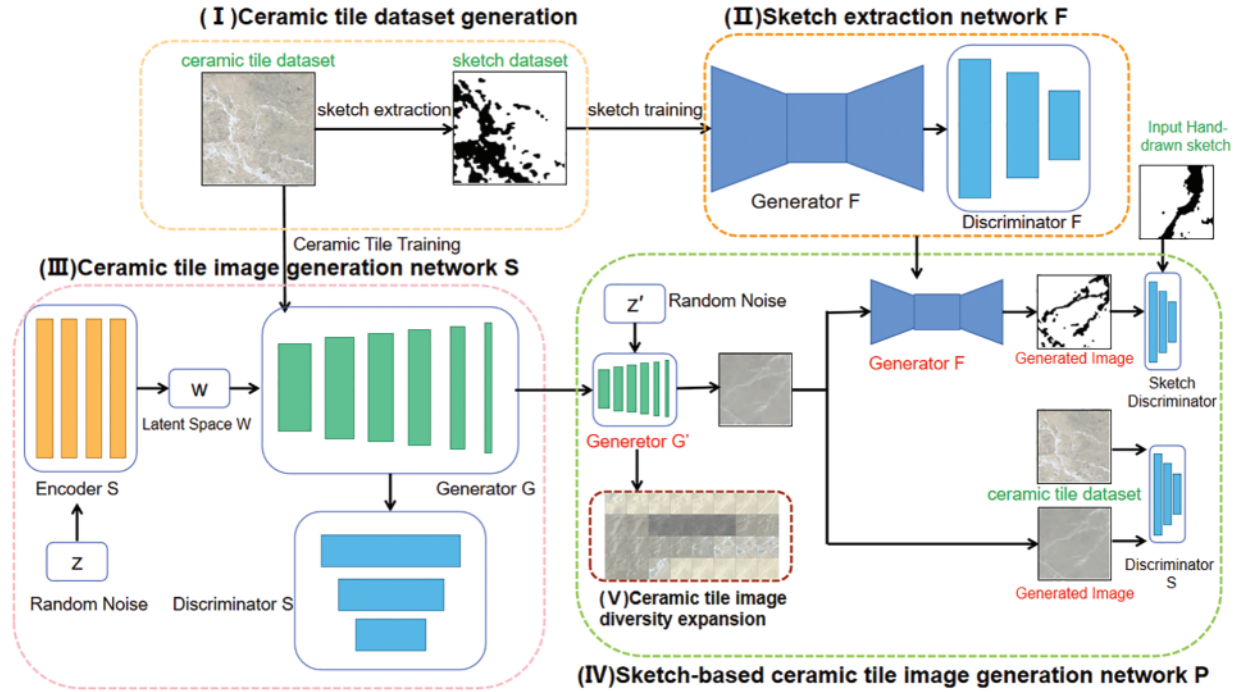 (Ⅰ)Ceramic tile dataset generation
ceramic tile dataset
sketch dataset
sketch extraction
sketch training
(Ⅱ)Sketch extraction network F
Generator F
Discriminator F
Input Hand-
drawn sketch
Ceramic Tile Training
(Ⅲ)Ceramic tile image generation network S
Encoder S
W
Latent Space W
Generator G
Z
Random Noise
Discriminator S
Z'
Random Noise
Generetor G'
Generator F
Generated Image
Sketch
Discriminator
ceramic tile dataset
Generated Image
Discriminator
S
(Ⅴ)Ceramic tile image
diversity expansion
(Ⅳ)Sketch-based ceramic tile image generation network P